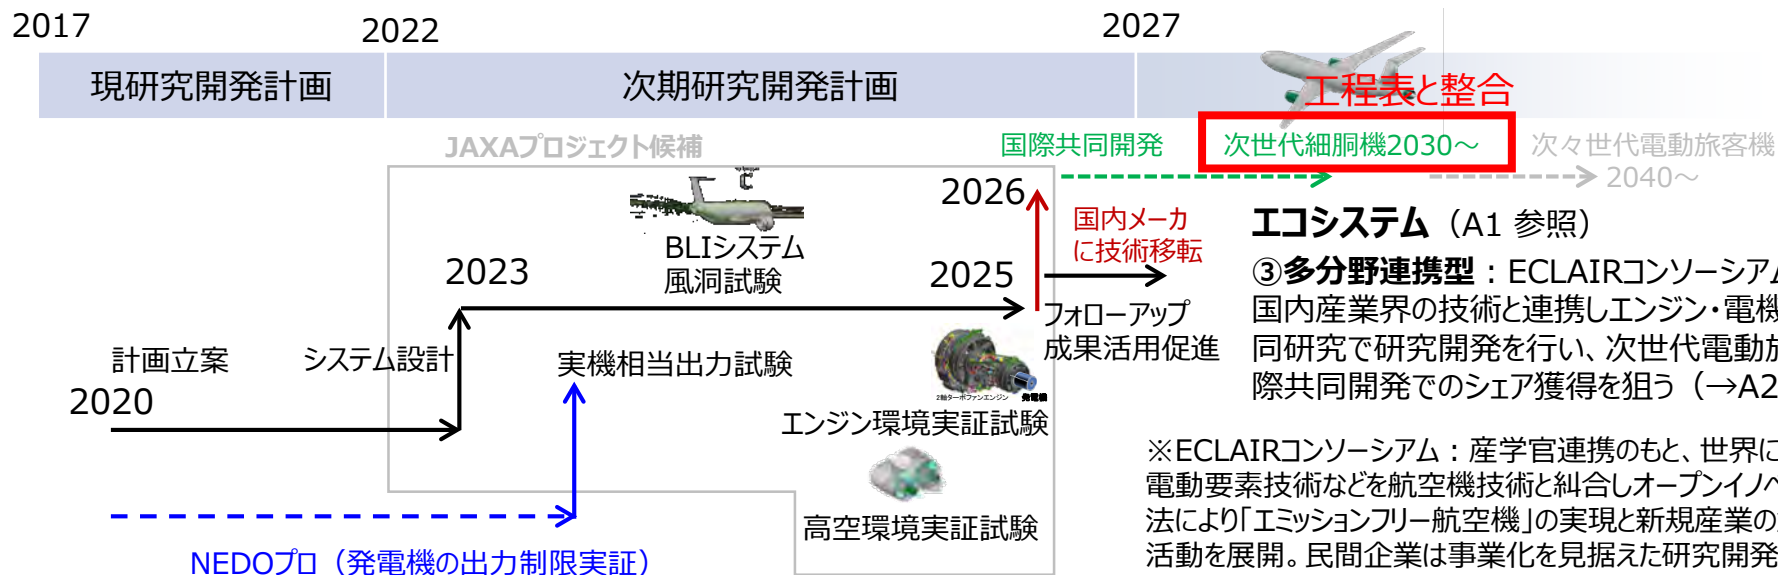 2017
2022
2027
現研究開発計画
次期研究開発計画
工程表と整合
JAXAプロジェクト候補
国際共同開発
次世代細胴機2030～
次々世代電動旅客機
2040～
2026
国内メーカ
に技術移転
BLIシステム
風洞試験
2023
2025
フォローアップ
成果活用促進
計画立案
システム設計
実機相当出力試験
2020
2軸ターボファンエンジン
発電機
エンジン環境実証試験
高空環境実証試験
NEDOプロ（発電機の出力制限実証）
エコシステム（A1 参照）
③多分野連携型：ECLAIRコンソーシアム
国内産業界の技術と連携しエンジン・電機
同研究で研究開発を行い、次世代電動旅
際共同開発でのシェア獲得を狙う（→A2
※ECLAIRコンソーシアム：産学官連携のもと、世界に
電動要素技術などを航空機技術と糾合しオープンイノベ
法により「エミッションフリー航空機」の実現と新規産業の
活動を展開。民間企業は事業化を見据えた研究開発